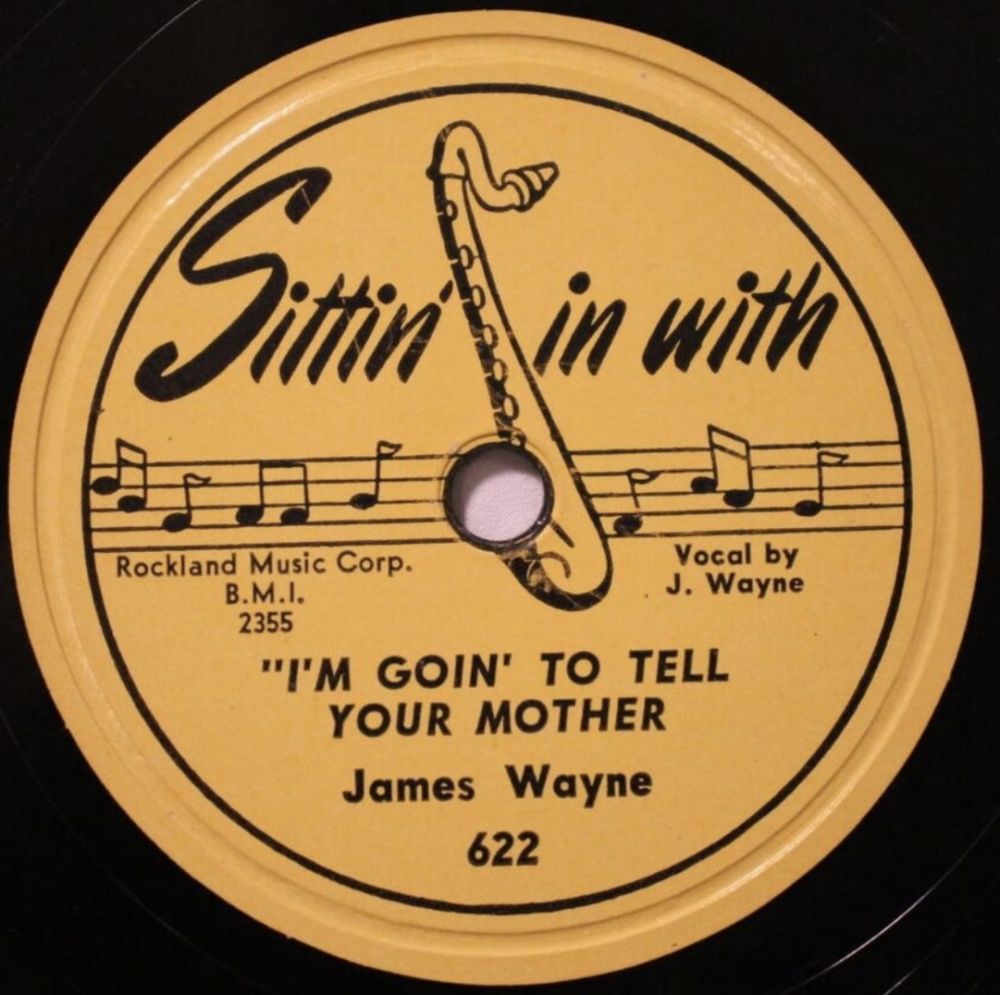 Sittin' in with
Rockland Music Corp.
B.M.I.
2355
Vocal by
J. Wayne
"I'M GOIN' TO TELL
YOUR MOTHER
James Wayne
622